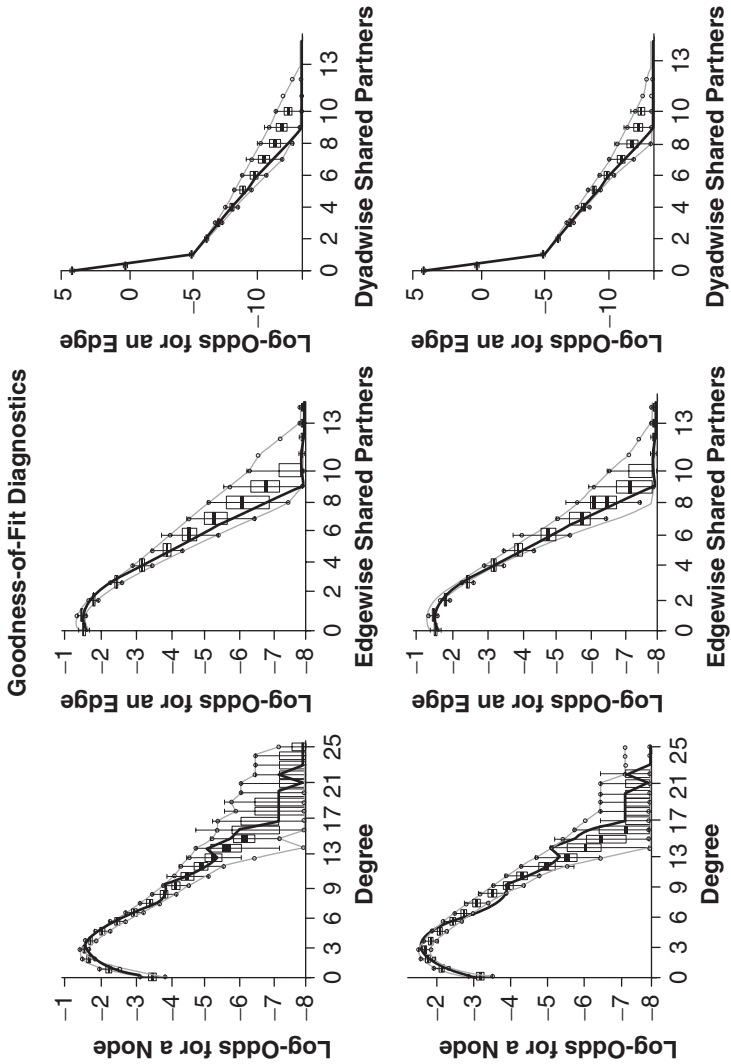 Goodness-of-Fit Diagnostics
Log-Odds for a Node
−1 −2 −3 −4 −5 −6 −7 −8
0 3 6 9 13 17 21 25
Degree
Log-Odds for an Edge
−1 −2 −3 −4 −5 −6 −7 −8
0 2 4 6 8 10 13
Edgewise Shared Partners
Log-Odds for an Edge
5 0 −5 −10
0 2 4 6 8 10 13
Dyadwise Shared Partners
Log-Odds for a Node
−2 −3 −4 −5 −6 −7 −8
0 3 6 9 13 17 21 25
Degree
Log-Odds for an Edge
−1 −2 −3 −4 −5 −6 −7 −8
0 2 4 6 8 10 13
Edgewise Shared Partners
Log-Odds for an Edge
5 0 −5 −10
0 2 4 6 8 10 13
Dyadwise Shared Partners